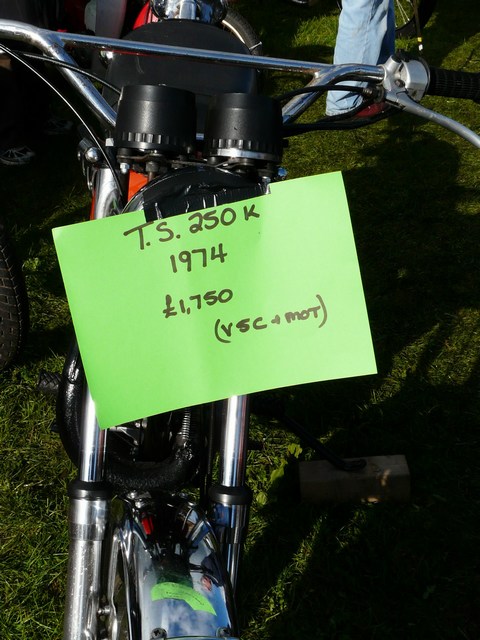 T.S. 250 K
1974
£1,750
(V5C + MOT)